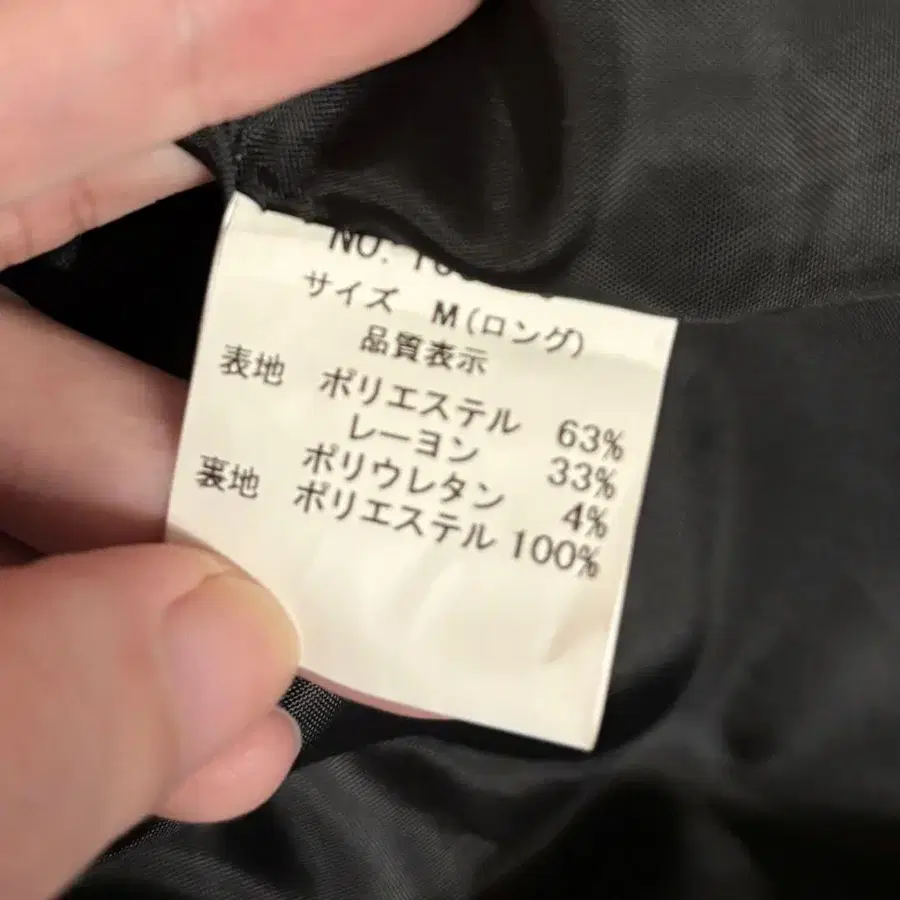 NO.
サイズ M(ロング)
品質表示
表地 ポリエステル 63%
レーヨン 33%
ポリウレタン 4%
裏地 ポリエステル 100%